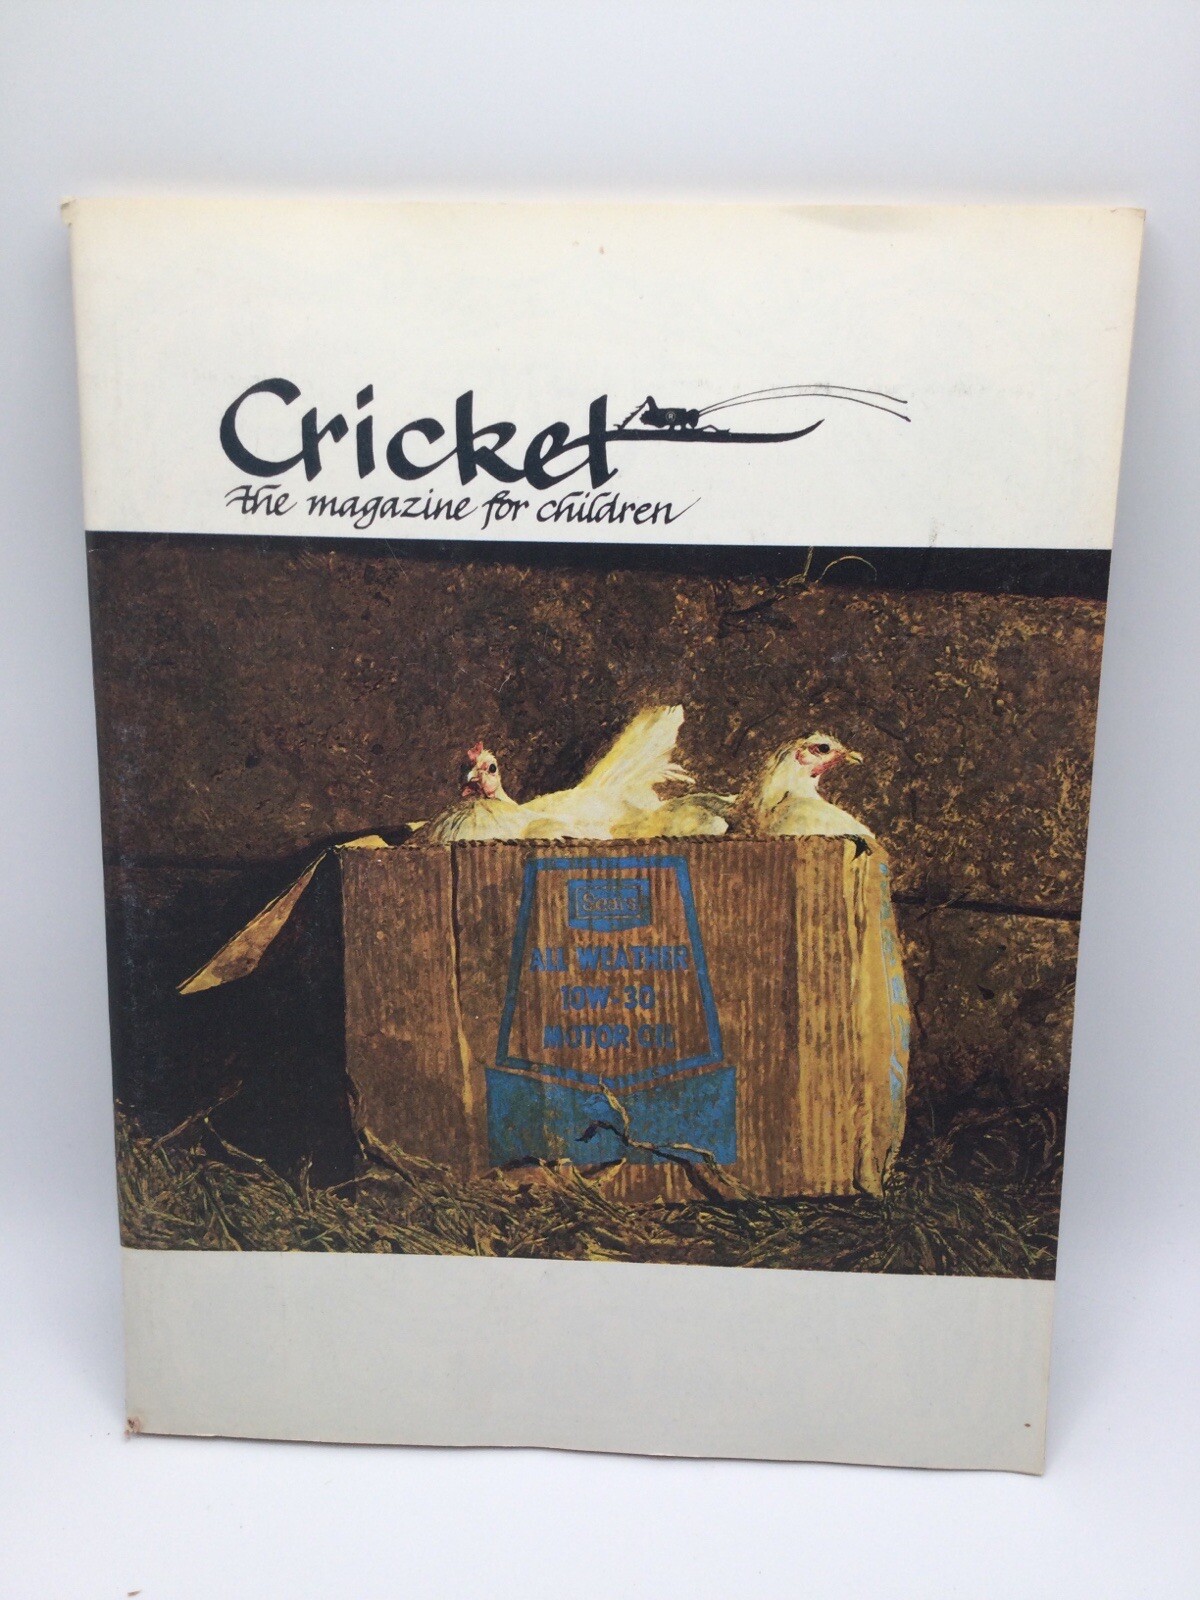 Cricket
the magazine for children
Sears
ALL WEATHER
10W-30
MOTOR OIL